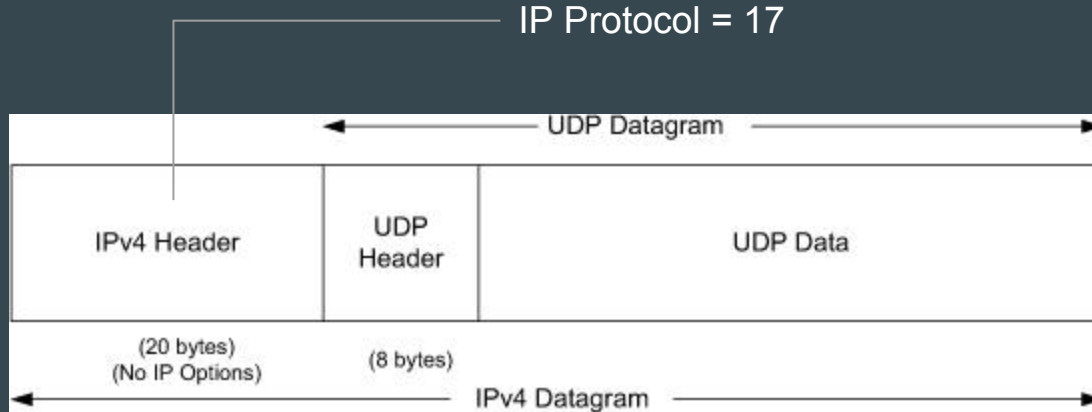 IP Protocol = 17
UDP Datagram
IPv4 Header
UDP
Header
UDP Data
(20 bytes)
(No IP Options)
(8 bytes)
IPv4 Datagram